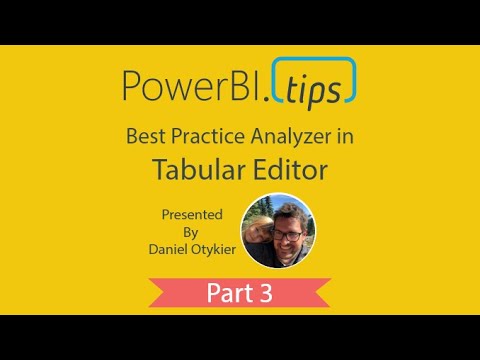 PowerBI.tips
Best Practice Analyzer in
Tabular Editor
Presented
By
Daniel Otykier
Part 3